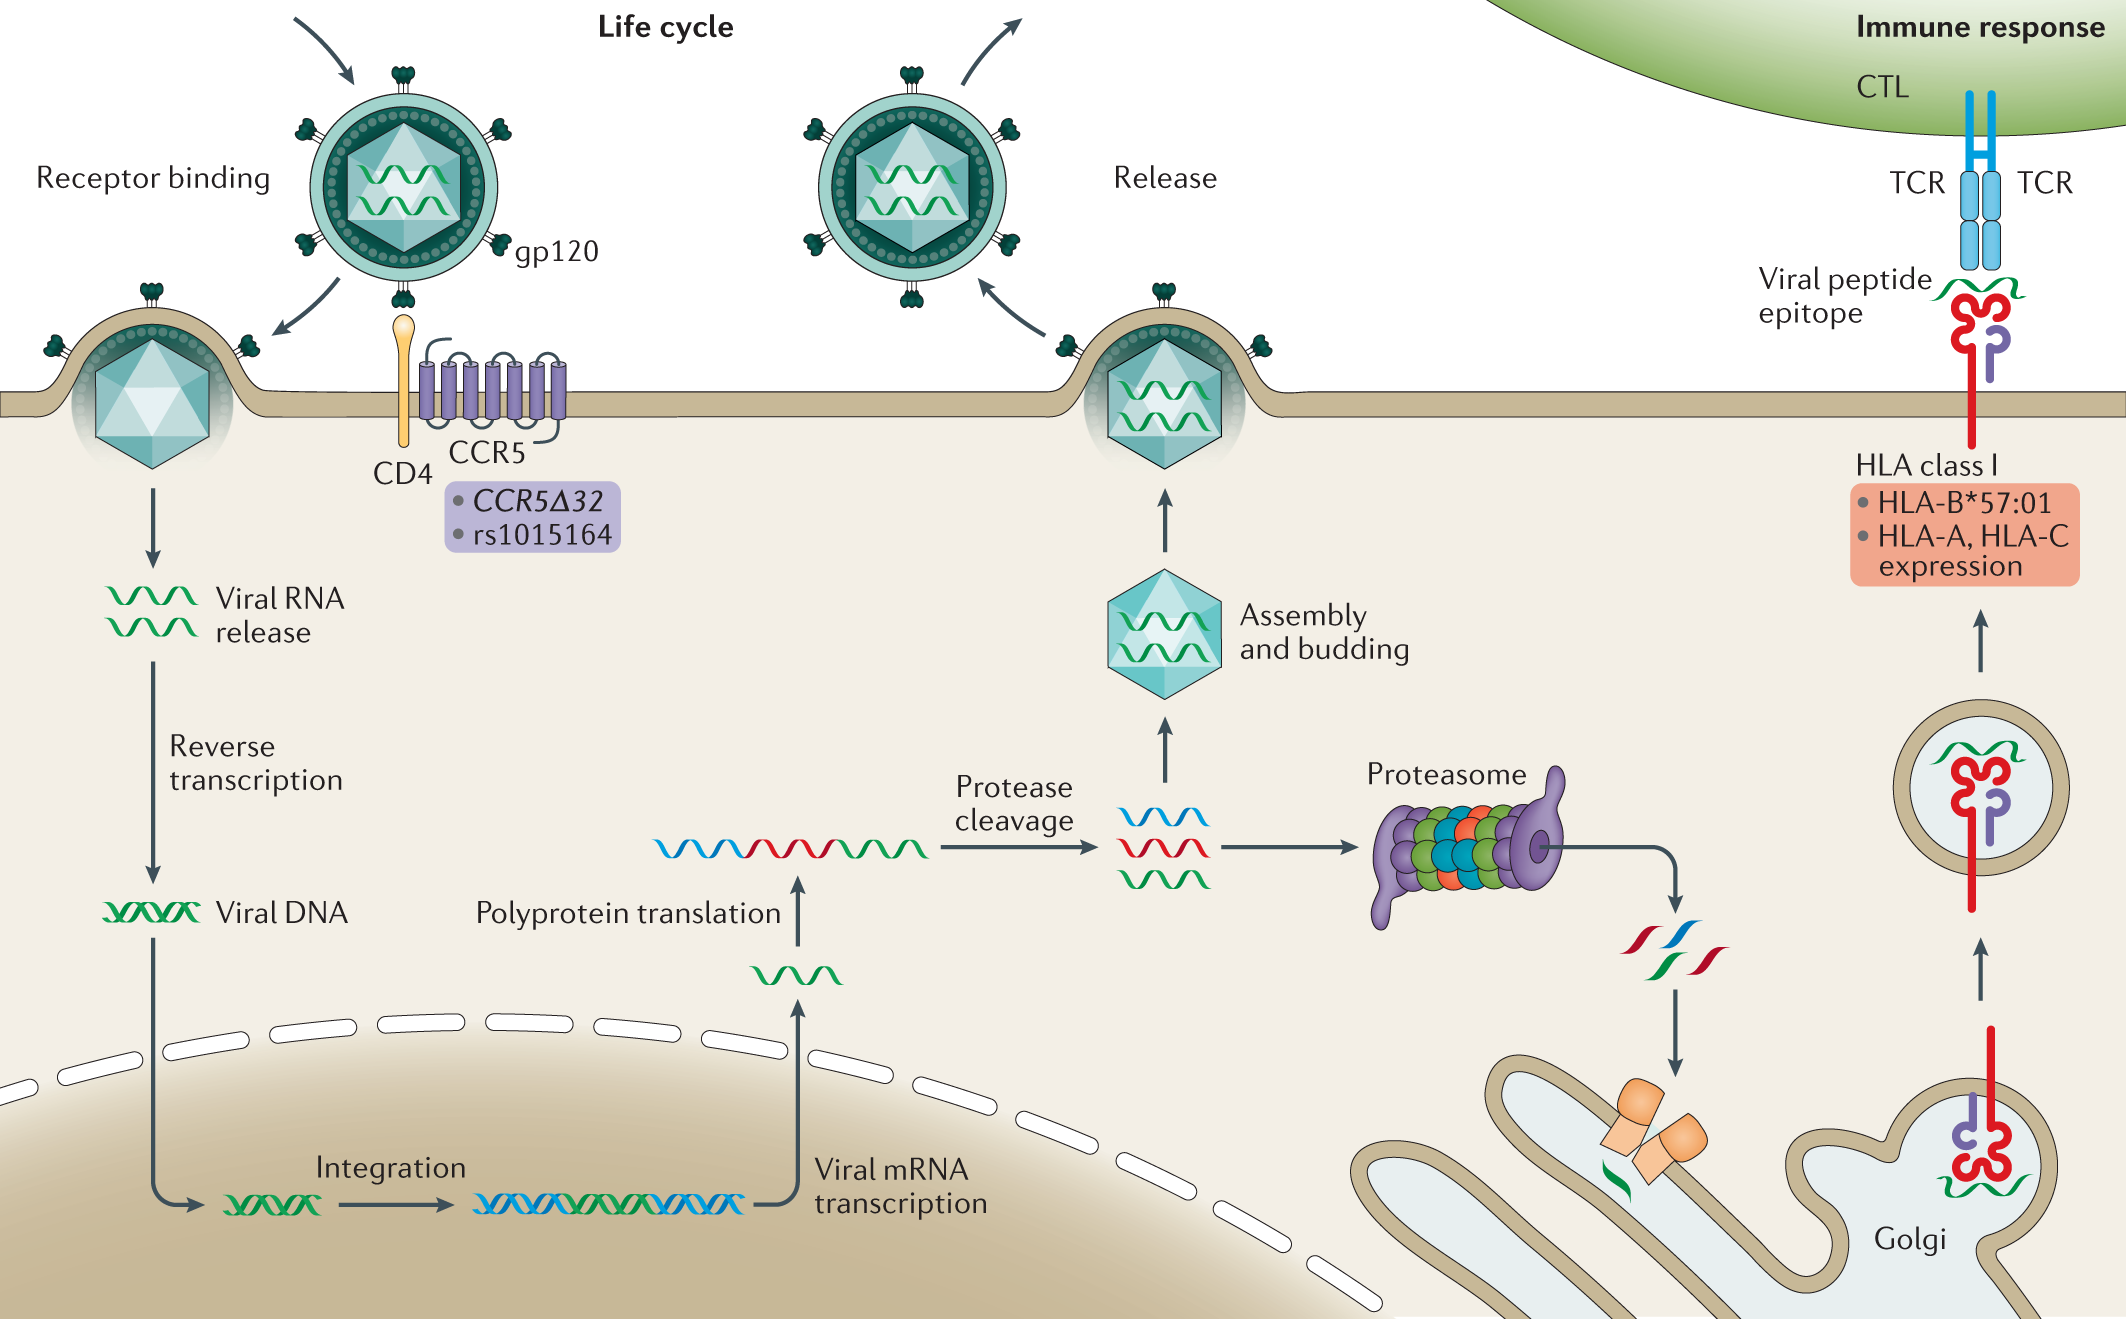 Life cycle
Immune response
CTL
Receptor binding
Release
TCR
TCR
gp120
Viral peptide
epitope
CCR5
CD4
HLA class I
• CCR5Δ32
• rs1015164
• HLA-B*57:01
• HLA-A, HLA-C
expression
Viral RNA
release
Assembly
and budding
Reverse
transcription
Protease
cleavage
Proteasome
Viral DNA
Polyprotein translation
Integration
Viral mRNA
transcription
Golgi